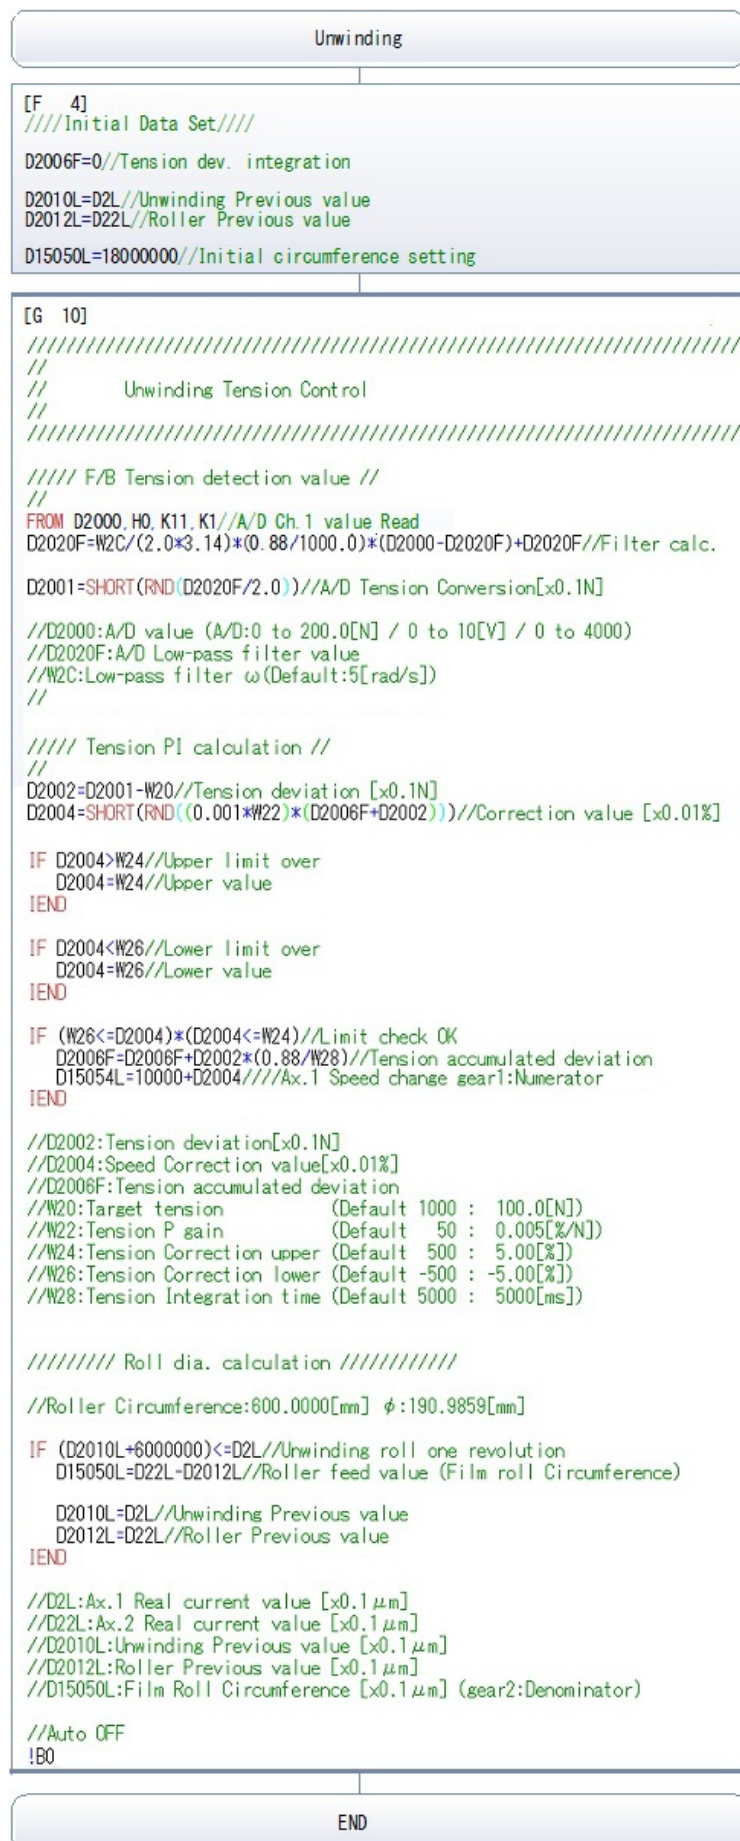 Unwinding
[F   4]
////Initial Data Set////
D2006F=0//Tension dev. integration
D2010L=D2L//Unwinding Previous value
D2012L=D22L//Roller Previous value
D15050L=18000000//Initial circumference setting
[G  10]
//////////////////////////////////////////////////////////////////////////
//
//        Unwinding Tension Control
//
//////////////////////////////////////////////////////////////////////////
///// F/B Tension detection value //
//
FROM D2000,H0,K11,K1//A/D Ch.1 value Read
D2020F=W2C/(2.0*3.14)*(0.88/1000.0)*(D2000-D2020F)+D2020F//Filter calc.
D2001=SHORT(RND(D2020F/2.0))//A/D Tension Conversion[x0.1N]
//D2000:A/D value (A/D:0 to 200.0[N] / 0 to 10[V] / 0 to 4000)
//D2020F:A/D Low-pass filter value
//W2C:Low-pass filter ω(Default:5[rad/s])
//
///// Tension PI calculation //
//
D2002=D2001-W20//Tension deviation [x0.1N]
D2004=SHORT(RND((0.001*W22)*(D2006F+D2002)))//Correction value [x0.01%]
IF D2004>W24//Upper limit over
   D2004=W24//Upper value
IEND
IF D2004<W26//Lower limit over
   D2004=W26//Lower value
IEND
IF (W26<=D2004)*(D2004<=W24)//Limit check OK
   D2006F=D2006F+D2002*(0.88/W28)//Tension accumulated deviation
   D15054L=10000+D2004////Ax.1 Speed change gear1:Numerator
IEND
//D2002:Tension deviation[x0.1N]
//D2004:Speed Correction value[x0.01%]
//D2006F:Tension accumulated deviation
//W20:Target tension           (Default 1000 :  100.0[N])
//W22:Tension P gain           (Default   50 :  0.005[%/N])
//W24:Tension Correction upper (Default  500 :  5.00[%])
//W26:Tension Correction lower (Default -500 : -5.00[%])
//W28:Tension Integration time (Default 5000 :  5000[ms])
///////// Roll dia. calculation ////////////
//Roller Circumference:600.0000[mm] φ:190.9859[mm]
IF (D2010L+6000000)<=D2L//Unwinding roll one revolution
   D15050L=D22L-D2012L//Roller feed value (Film roll Circumference)
   D2010L=D2L//Unwinding Previous value
   D2012L=D22L//Roller Previous value
IEND
//D2L:Ax.1 Real current value [x0.1μm]
//D22L:Ax.2 Real current value [x0.1μm]
//D2010L:Unwinding Previous value [x0.1μm]
//D2012L:Roller Previous value [x0.1μm]
//D15050L:Film Roll Circumference [x0.1μm] (gear2:Denominator)
//Auto OFF
!B0
END